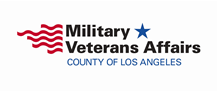 Military
Veterans Affairs
COUNTY OF LOS ANGELES